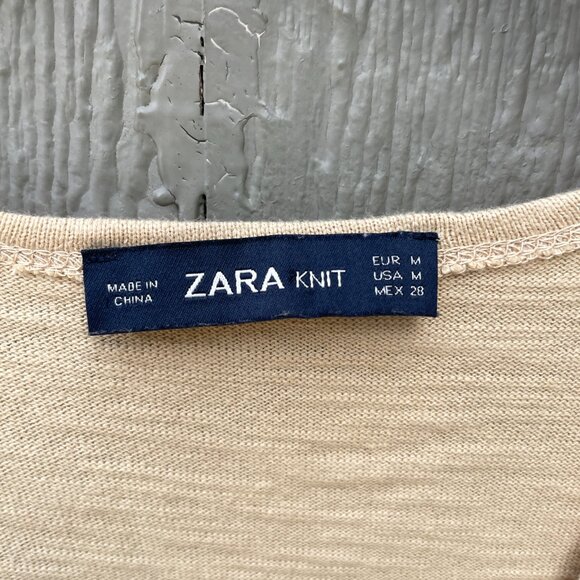 MADE IN
CHINA
ZARA KNIT
EUR M
USA M
MEX 28